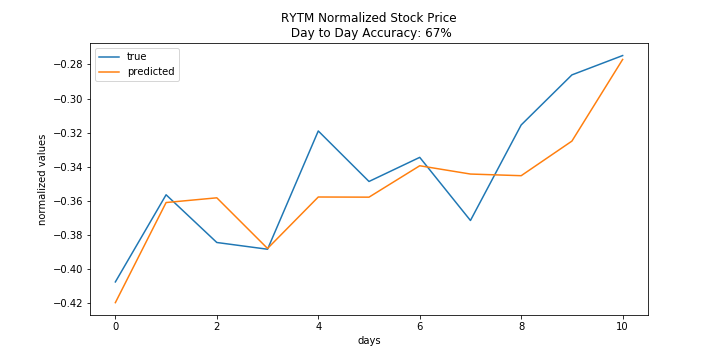 RYTM Normalized Stock Price
Day to Day Accuracy: 67%
true
predicted
normalized values
−0.28
−0.30
−0.32
−0.34
−0.36
−0.38
−0.40
−0.42
0 2 4 6 8 10
days